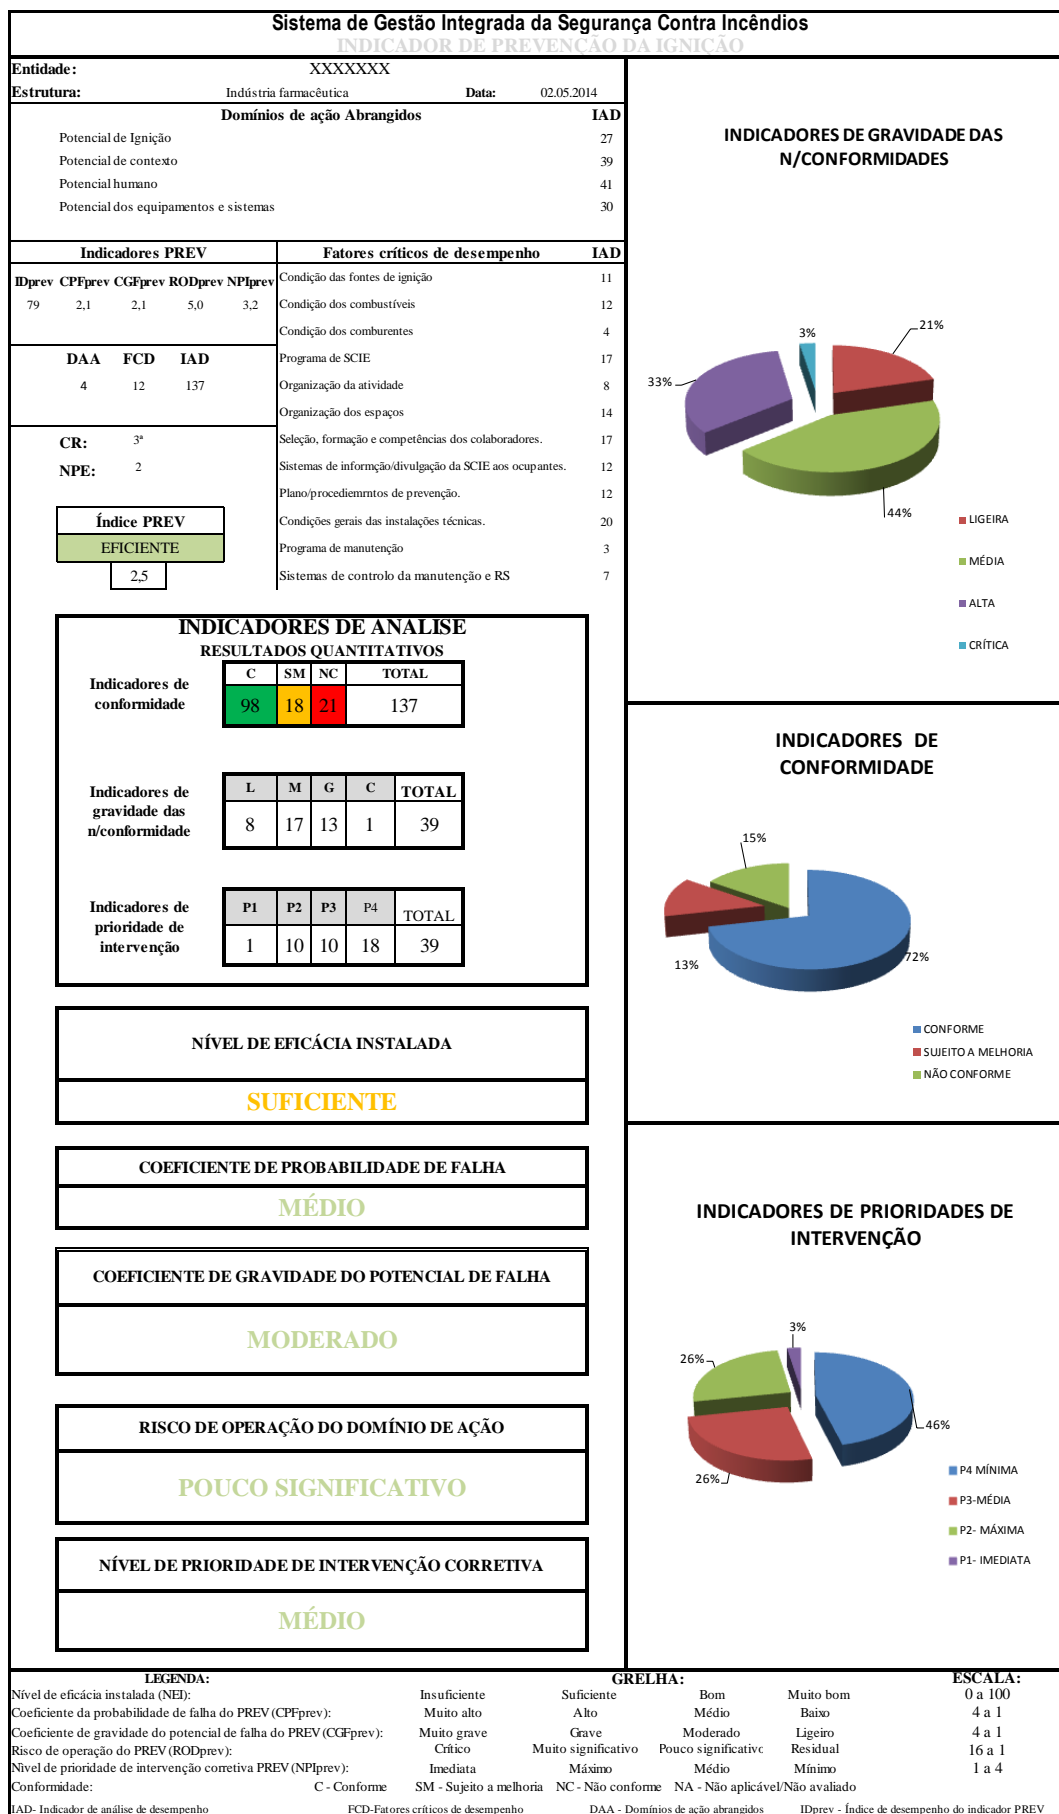 Sistema de Gestão Integrada da Segurança Contra Incêndios
INDICADOR DE PREVENÇÃO DA IGNIÇÃO
Entidade: XXXXXXX
Estrutura: Indústria farmacêutica Data: 02.05.2014
Domínios de ação Abrangidos IAD
Potencial de Ignição 27
Potencial de contexto 39
Potencial humano 41
Potencial dos equipamentos e sistemas 30
Indicadores PREV
IDprev CPFprev CGFprev RODprev NPIprev
79 2,1 2,1 5,0 3,2
DAA FCD IAD
4 12 137
CR: 3ª
NPE: 2
Índice PREV
EFICIENTE
2,5
Fatores críticos de desempenho IAD
Condição das fontes de ignição 11
Condição dos combustíveis 12
Condição dos comburentes 4
Programa de SCIE 17
Organização da atividade 8
Organização dos espaços 14
Seleção, formação e competências dos colaboradores. 17
Sistemas de informção/divulgação da SCIE aos ocupantes. 12
Plano/procediemrntos de prevenção. 12
Condições gerais das instalações técnicas. 20
Programa de manutenção 3
Sistemas de controlo da manutenção e RS 7
INDICADORES DE ANALISE
RESULTADOS QUANTITATIVOS
Indicadores de
conformidade
C SM NC TOTAL
98 18 21 137
Indicadores de
gravidade das
n/conformidade
L M G C TOTAL
8 17 13 1 39
Indicadores de
prioridade de
intervenção
P1 P2 P3 P4 TOTAL
1 10 10 18 39
NÍVEL DE EFICÁCIA INSTALADA
SUFICIENTE
COEFICIENTE DE PROBABILIDADE DE FALHA
MÉDIO
COEFICIENTE DE GRAVIDADE DO POTENCIAL DE FALHA
MODERADO
RISCO DE OPERAÇÃO DO DOMÍNIO DE AÇÃO
POUCO SIGNIFICATIVO
NÍVEL DE PRIORIDADE DE INTERVENÇÃO CORRETIVA
MÉDIO
INDICADORES DE GRAVIDADE DAS
N/CONFORMIDADES
3%
21%
33%
44%
LIGEIRA
MÉDIA
ALTA
CRÍTICA
INDICADORES DE
CONFORMIDADE
15%
13%
72%
CONFORME
SUJEITO A MELHORIA
NÃO CONFORME
INDICADORES DE PRIORIDADES DE
INTERVENÇÃO
3%
26%
46%
26%
P4 MÍNIMA
P3-MÉDIA
P2- MÁXIMA
P1- IMEDIATA
LEGENDA: GRELHA: ESCALA:
Nível de eficácia instalada (NEI): Insuficiente Suficiente Bom Muito bom 0 a 100
Coeficiente da probabilidade de falha do PREV (CPFprev): Muito alto Alto Médio Baixo 4 a 1
Coeficiente de gravidade do potencial de falha do PREV (CGFprev): Muito grave Grave Moderado Ligeiro 4 a 1
Risco de operação do PREV (RODprev): Crítico Muito significativo Pouco significativo Residual 16 a 1
Nivel de prioridade de intervenção corretiva PREV (NPIprev): Imediata Máximo Médio Mínimo 1 a 4
Conformidade: C - Conforme SM - Sujeito a melhoria NC - Não conforme NA - Não aplicável/Não avaliado
IAD- Indicador de análise de desempenho FCD-Fatores críticos de desempenho DAA - Domínios de ação abrangidos IDprev - Índice de desempenho do indicador PREV